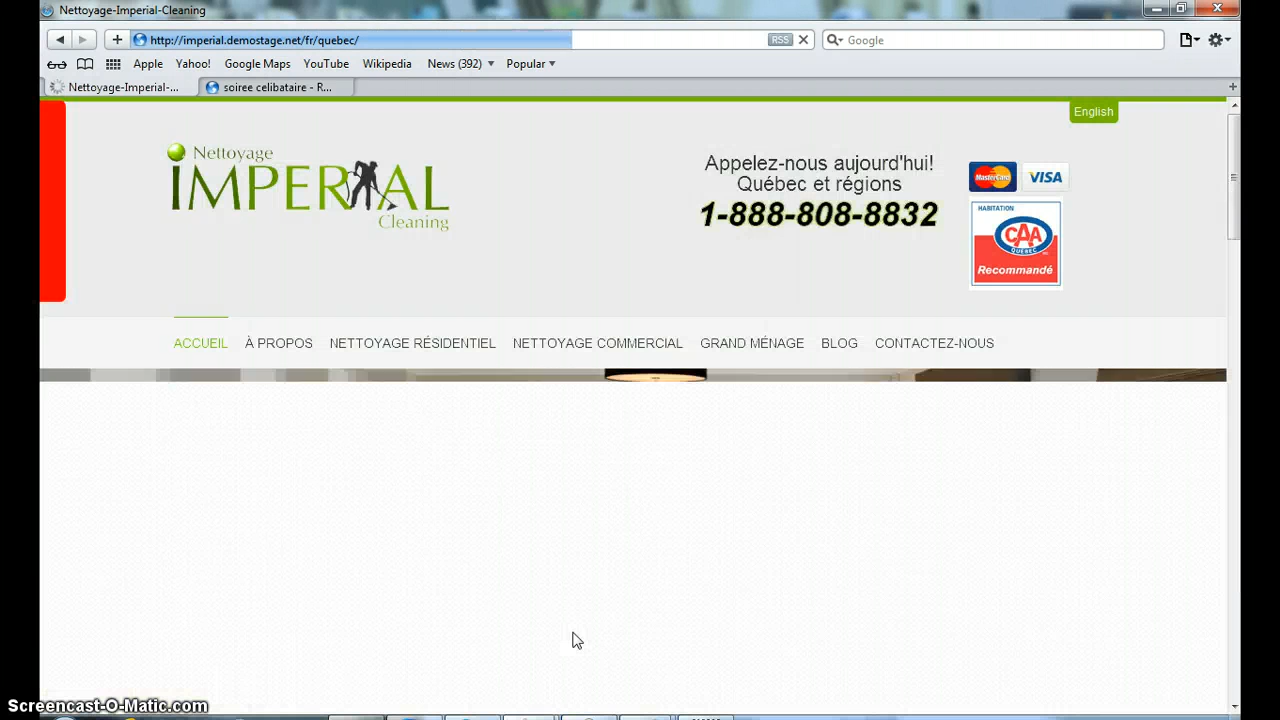 Nettoyage-Imperial-Cleaning
http://imperial.demostage.net/fr/quebec/
RSS
Google
Apple
Yahoo!
Google Maps
YouTube
Wikipedia
News (392)
Popular
Nettoyage-Imperial-...
soiree celibataire - R...
English
Nettoyage
IMPERIAL
Cleaning
Appelez-nous aujourd'hui!
Québec et régions
1-888-808-8832
MasterCard
VISA
HABITATION
CAA
QUÉBEC
Recommandé
ACCUEIL
À PROPOS
NETTOYAGE RÉSIDENTIEL
NETTOYAGE COMMERCIAL
GRAND MÉNAGE
BLOG
CONTACTEZ-NOUS
Screencast-O-Matic.com